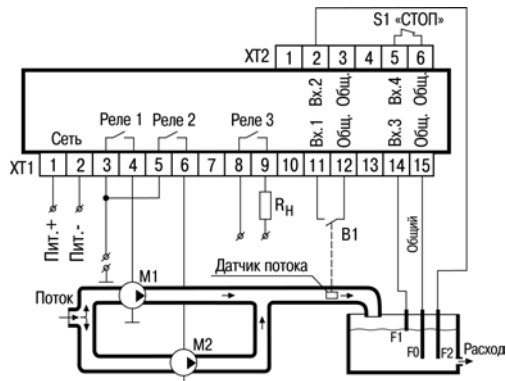 S1 «СТОП»
XT2
1 2 3 4 5 6
Вх.2 Общ. Вх.4 Общ.
Реле 1 Реле 2 Реле 3
Вх.1 Общ. Вх.3 Общ.
Сеть
XT1
1 2 3 4 5 6 7 8 9 10 11 12 13 14 15
Пит.+
Пит.-
RН
B1
Общий
Датчик потока
M1
Поток
M2
F1
F0
F2
Расход